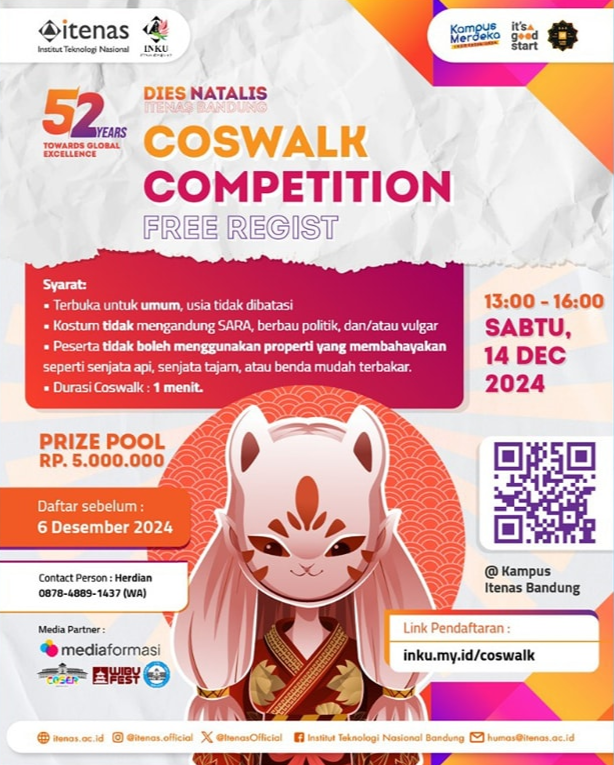 itenas
Institut Teknologi Nasional
INKU
Kampus
Merdeka
INDONESIA JAYA
it's a
good
start
52 YEARS
TOWARDS GLOBAL
EXCELLENCE
DIES NATALIS
ITENAS BANDUNG
COSWALK
COMPETITION
FREE REGIST
Syarat:
▪ Terbuka untuk umum, usia tidak dibatasi
▪ Kostum tidak mengandung SARA, berbau politik, dan/atau vulgar
▪ Peserta tidak boleh menggunakan properti yang membahayakan
seperti senjata api, senjata tajam, atau benda mudah terbakar.
▪ Durasi Coswalk : 1 menit.
13:00 - 16:00
SABTU,
14 DEC
2024
PRIZE POOL
RP. 5.000.000
Daftar sebelum :
6 Desember 2024
Contact Person : Herdian
0878-4889-1437 (WA)
Media Partner :
mediaformasi
COSER
WIBU
FEST
@ Kampus
Itenas Bandung
Link Pendaftaran :
inku.my.id/coswalk
itenas.ac.id @itenas.official @ItenasOfficial Institut Teknologi Nasional Bandung humas@itenas.ac.id